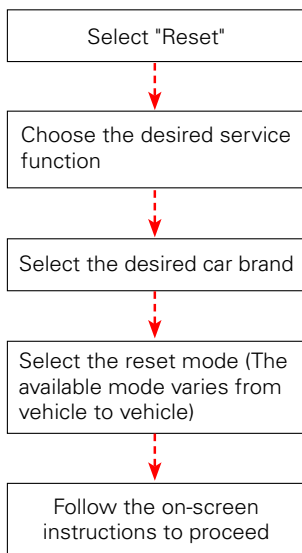 Select "Reset"
Choose the desired service
function
Select the desired car brand
Select the reset mode (The
available mode varies from
vehicle to vehicle)
Follow the on-screen
instructions to proceed